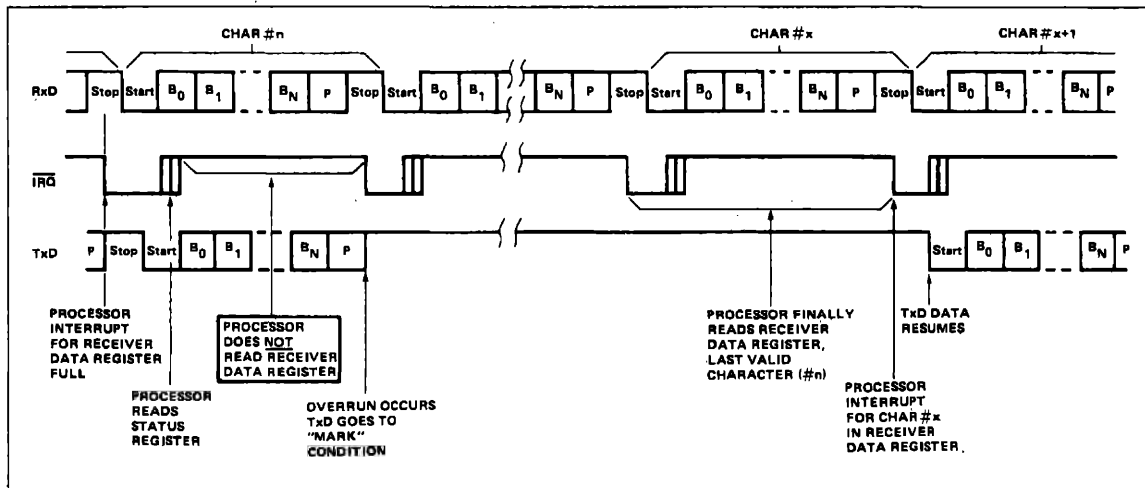 CHAR #n CHAR #x CHAR #x+1
RxD Stop Start B0 B1 BN P Stop Start B0 B1 BN P Stop Start B0 B1 BN P Stop Start B0 B1 BN P
IRQ
TxD P Stop Start B0 B1 BN P Start B0 B1 BN P
PROCESSOR
INTERRUPT
FOR RECEIVER
DATA REGISTER
FULL
PROCESSOR
READS
STATUS
REGISTER
PROCESSOR
DOES NOT
READ RECEIVER
DATA REGISTER
OVERRUN OCCURS
TxD GOES TO
"MARK"
CONDITION
PROCESSOR FINALLY
READS RECEIVER
DATA REGISTER,
LAST VALID
CHARACTER (#n)
PROCESSOR
INTERRUPT
FOR CHAR #x
IN RECEIVER
DATA REGISTER.
TxD DATA
RESUMES